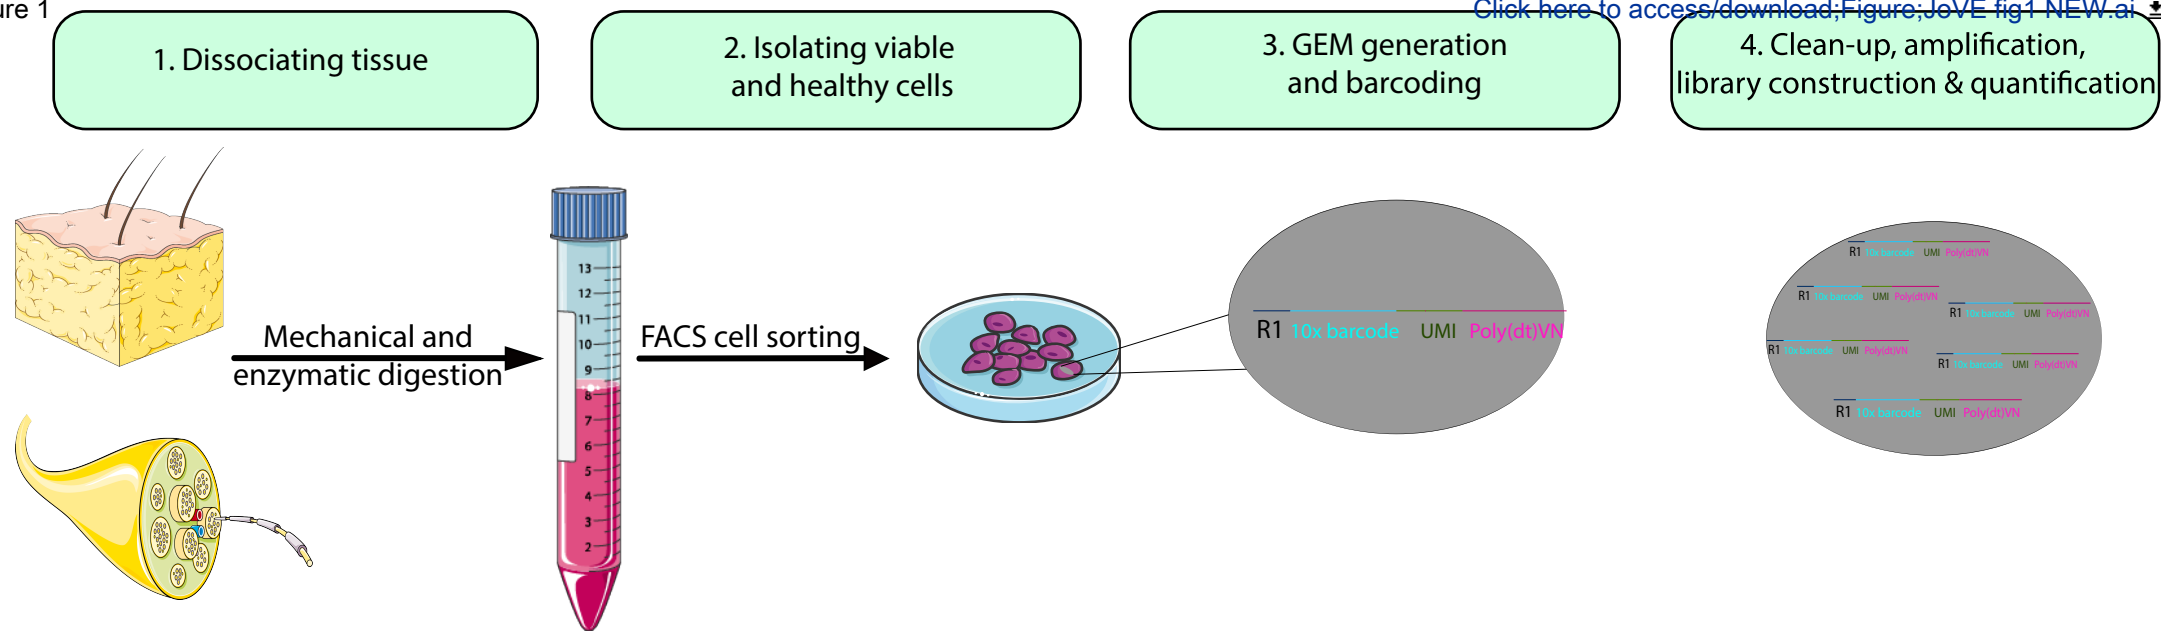 ure 1
Click here to access/download;Figure;JoVE fig1 NEW.ai
1. Dissociating tissue
2. Isolating viable
and healthy cells
3. GEM generation
and barcoding
4. Clean-up, amplification,
library construction & quantification
Mechanical and
enzymatic digestion
13
12
11
10
9
8
7
6
5
4
3
2
FACS cell sorting
R1 10x barcode UMI Poly(dt)VN
R1 10x barcode UMI Poly(dt)VN
R1 10x barcode UMI Poly(dt)VN
R1 10x barcode UMI Poly(dt)VN
R1 10x barcode UMI Poly(dt)VN
R1 10x barcode UMI Poly(dt)VN
R1 10x barcode UMI Poly(dt)VN